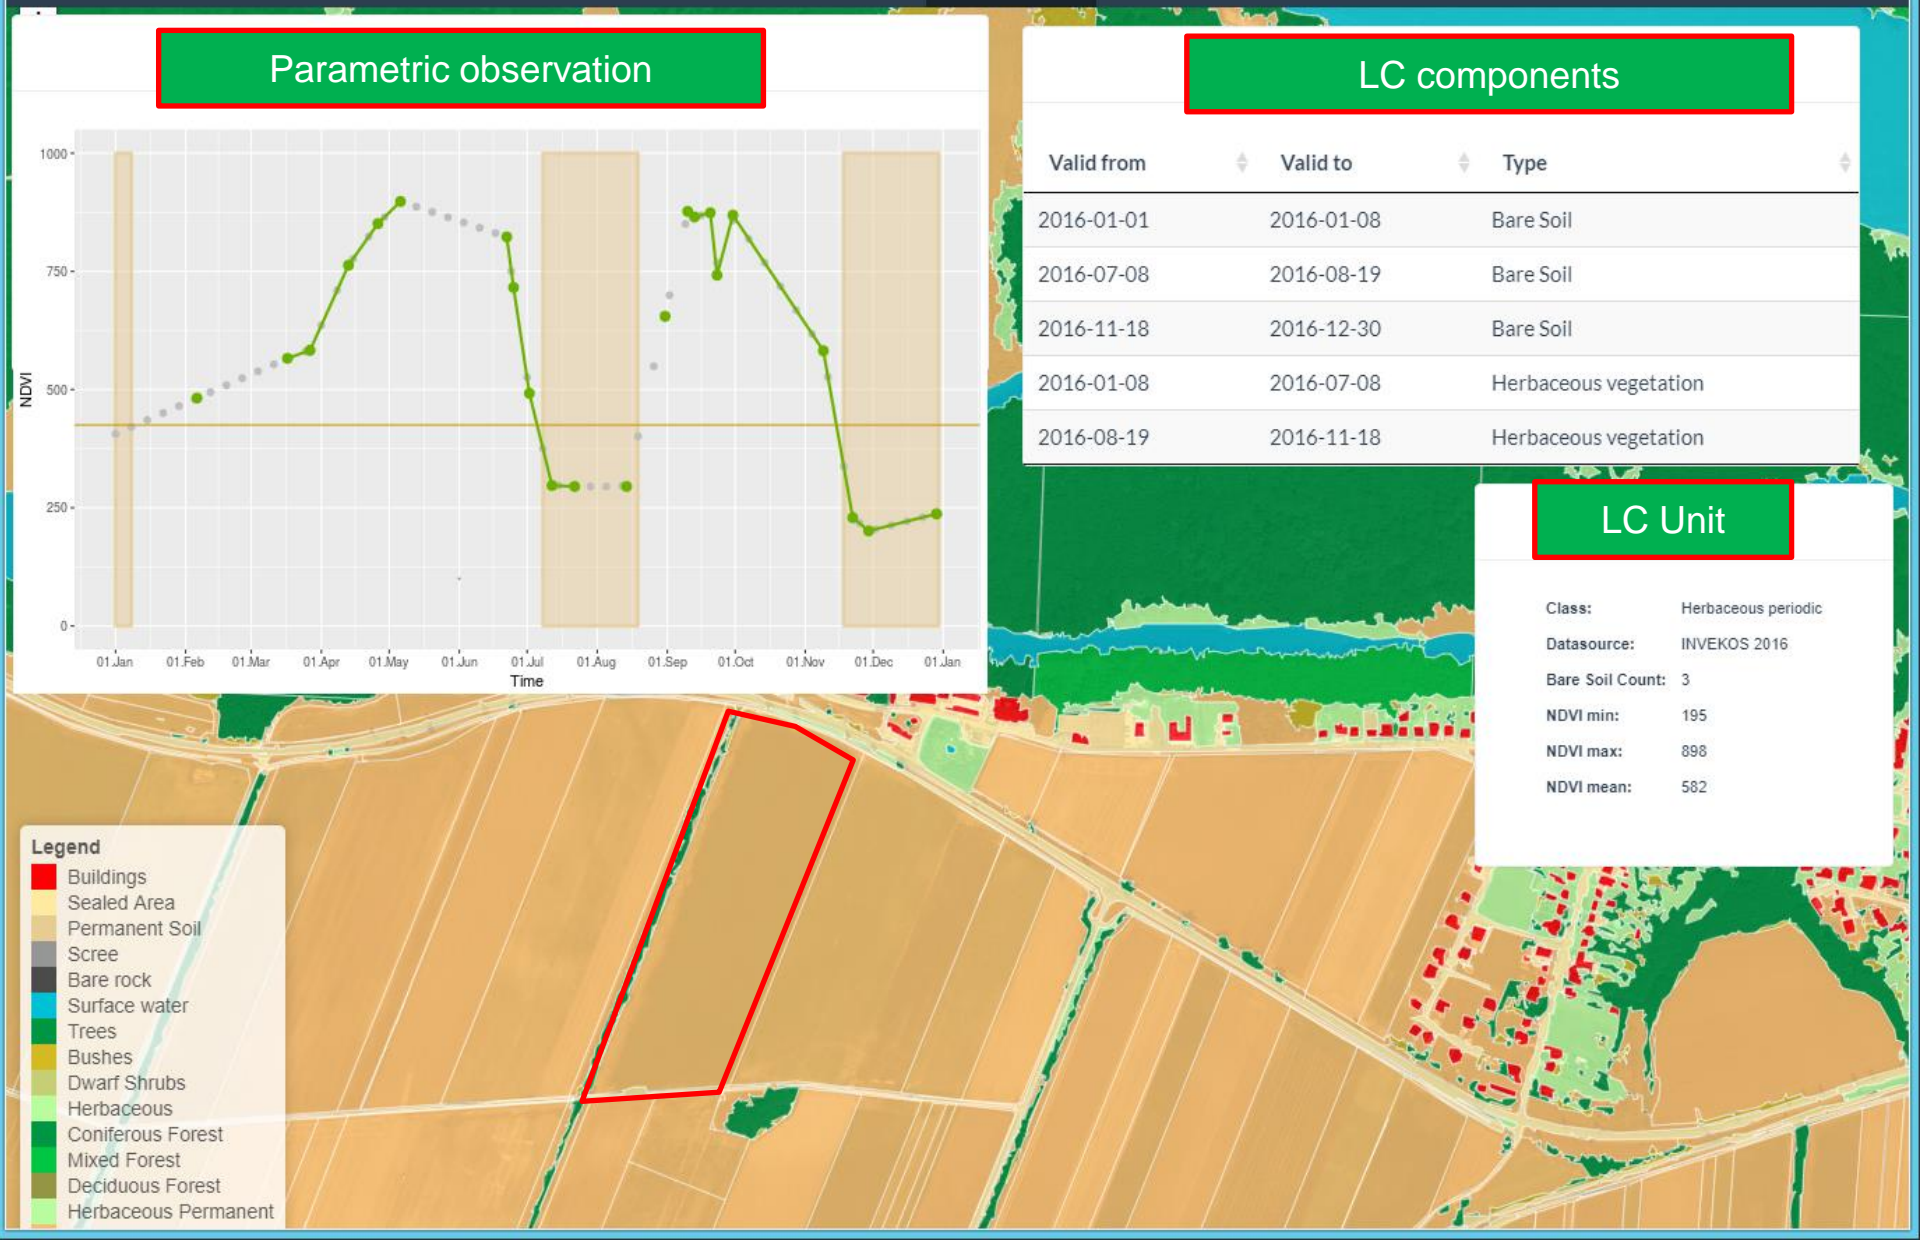 Parametric observation
1000
750
500
250
0
NDVI
01.Jan 01.Feb 01.Mar 01.Apr 01.May 01.Jun 01.Jul 01.Aug 01.Sep 01.Oct 01.Nov 01.Dec 01.Jan
Time
LC components
Valid from Valid to Type
2016-01-01 2016-01-08 Bare Soil
2016-07-08 2016-08-19 Bare Soil
2016-11-18 2016-12-30 Bare Soil
2016-01-08 2016-07-08 Herbaceous vegetation
2016-08-19 2016-11-18 Herbaceous vegetation
LC Unit
Class: Herbaceous periodic
Datasource: INVEKOS 2016
Bare Soil Count: 3
NDVI min: 195
NDVI max: 898
NDVI mean: 582
Legend
Buildings
Sealed Area
Permanent Soil
Scree
Bare rock
Surface water
Trees
Bushes
Dwarf Shrubs
Herbaceous
Coniferous Forest
Mixed Forest
Deciduous Forest
Herbaceous Permanent